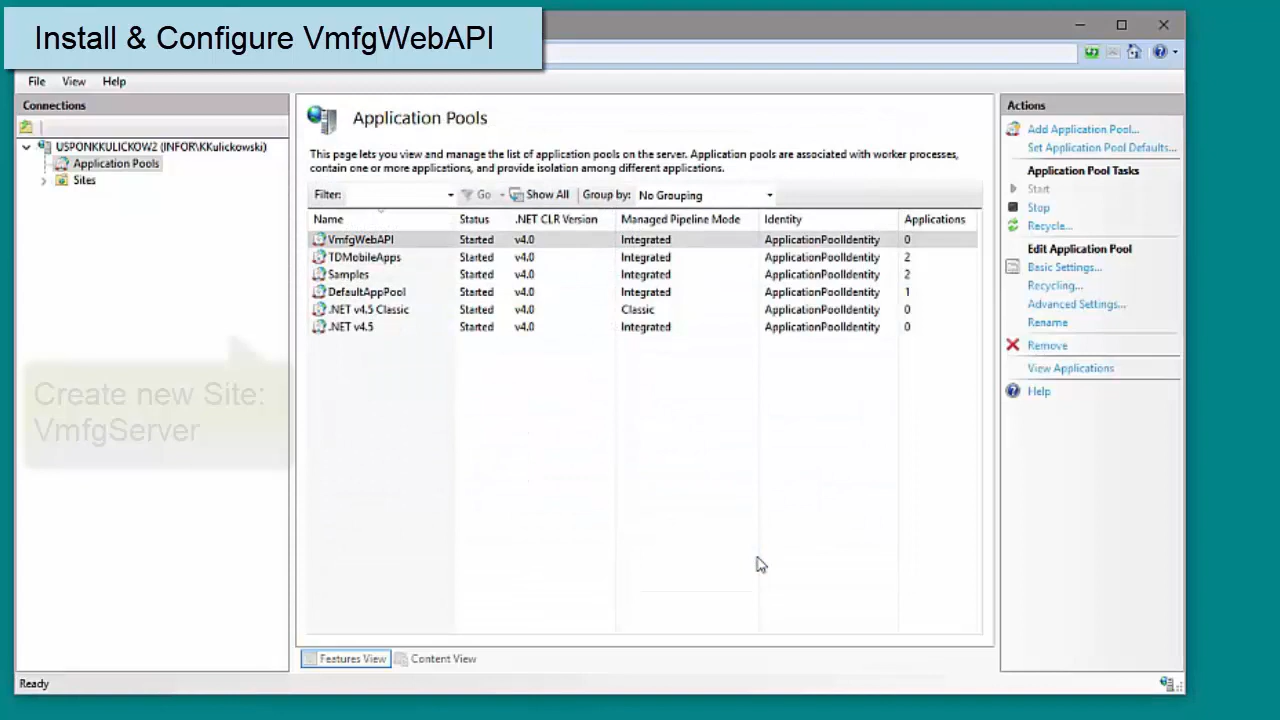 Install & Configure VmfgWebAPI
File View Help
Connections
USPONKKULICKOW2 (INFOR\KKulickowski)
Application Pools
Sites
Create new Site:
VmfgServer
Application Pools
This page lets you view and manage the list of application pools on the server. Application pools are associated with worker processes,
contain one or more applications, and provide isolation among different applications.
Filter: Go Show All Group by: No Grouping
Name Status .NET CLR Version Managed Pipeline Mode Identity Applications
VmfgWebAPI Started v4.0 Integrated ApplicationPoolIdentity 0
TDMobileApps Started v4.0 Integrated ApplicationPoolIdentity 2
Samples Started v4.0 Integrated ApplicationPoolIdentity 2
DefaultAppPool Started v4.0 Integrated ApplicationPoolIdentity 1
.NET v4.5 Classic Started v4.0 Classic ApplicationPoolIdentity 0
.NET v4.5 Started v4.0 Integrated ApplicationPoolIdentity 0
Features View Content View
Actions
Add Application Pool...
Set Application Pool Defaults...
Application Pool Tasks
Start
Stop
Recycle...
Edit Application Pool
Basic Settings...
Recycling...
Advanced Settings...
Rename
Remove
View Applications
Help
Ready